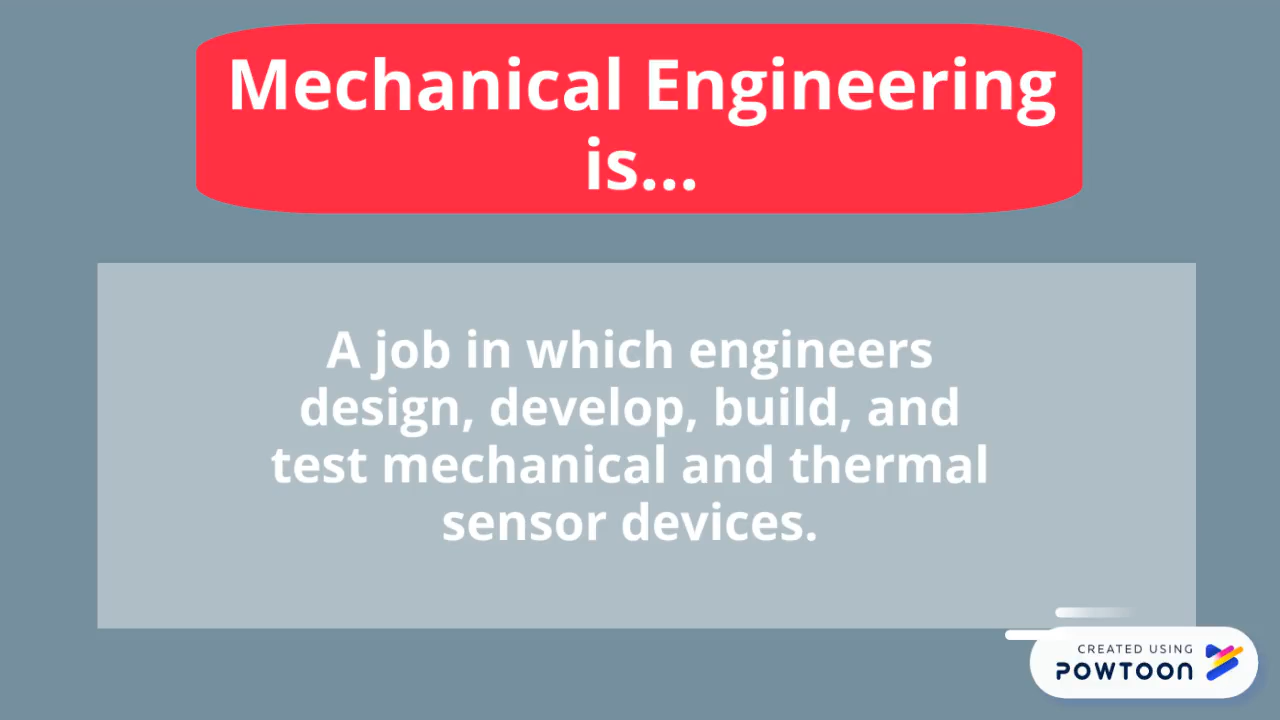 Mechanical Engineering
is...
A job in which engineers
design, develop, build, and
test mechanical and thermal
sensor devices.
CREATED USING
POWTOON